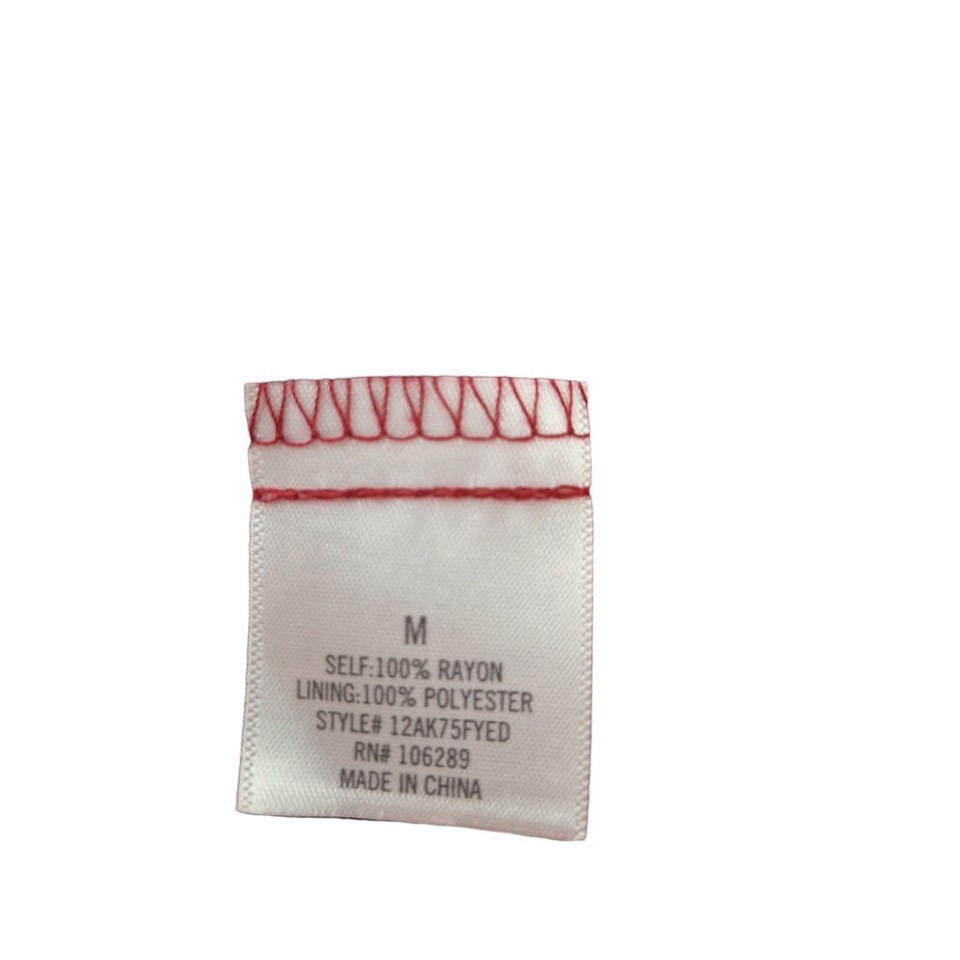 M
SELF:100% RAYON
LINING:100% POLYESTER
STYLE# 12AK75FYED
RN# 106289
MADE IN CHINA